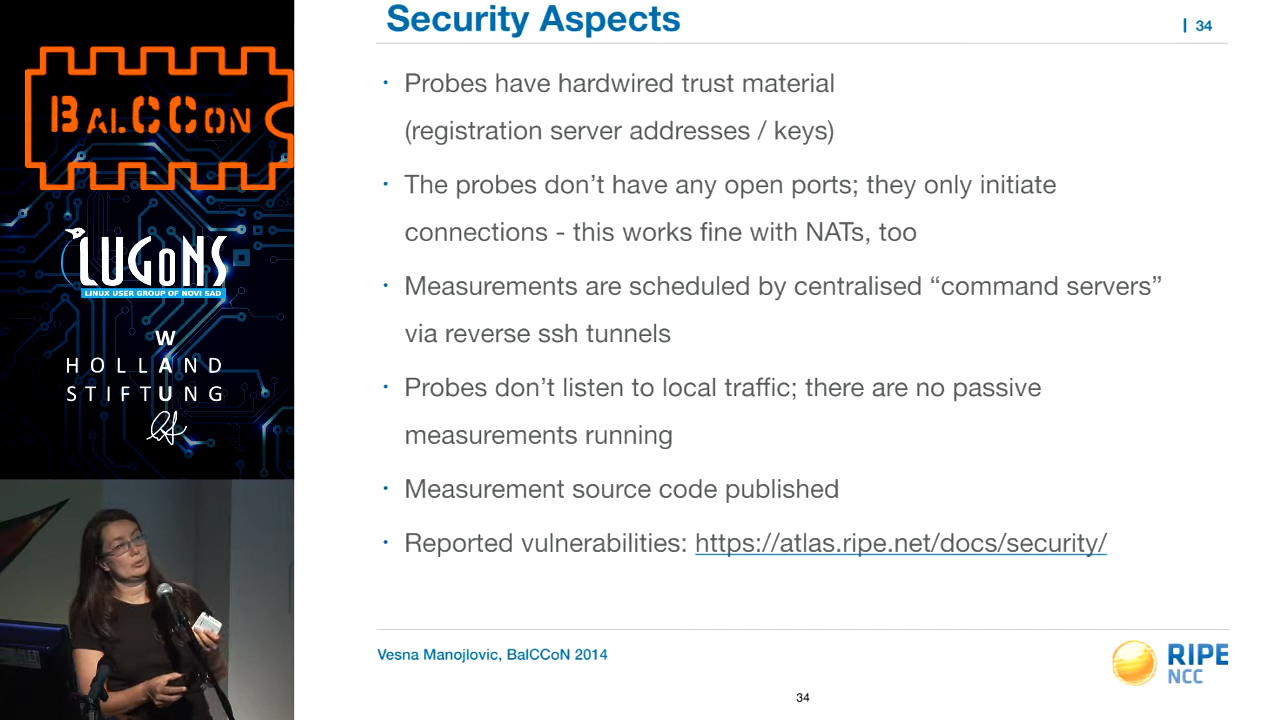 Security Aspects
| 34
BALCCON
• Probes have hardwired trust material
(registration server addresses / keys)
• The probes don’t have any open ports; they only initiate
connections - this works fine with NATs, too
• Measurements are scheduled by centralised “command servers”
via reverse ssh tunnels
• Probes don’t listen to local traffic; there are no passive
measurements running
• Measurement source code published
• Reported vulnerabilities: https://atlas.ripe.net/docs/security/
LUGoNS
LINUX USER GROUP OF NOVI SAD
W
HOLLAND
STIFTUNG
Vesna Manojlovic, BalCCoN 2014
RIPE
NCC
34